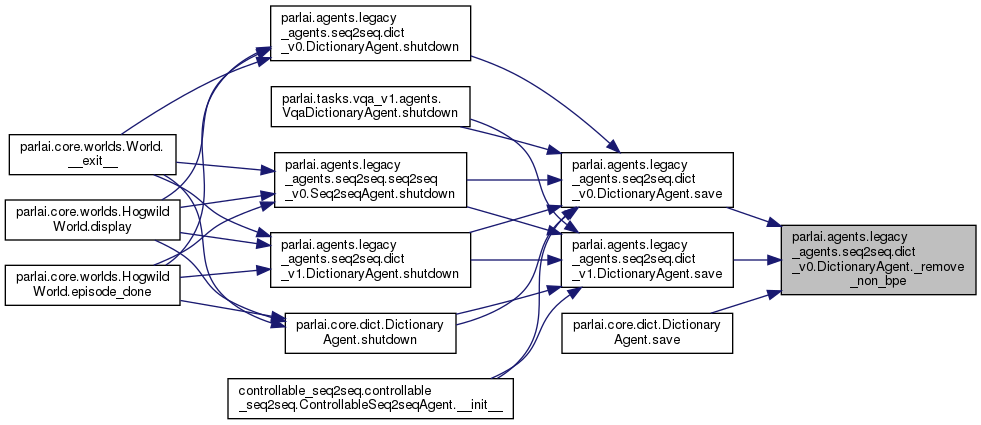 parlai.agents.legacy
_agents.seq2seq.dict
_v0.DictionaryAgent.shutdown
parlai.tasks.vqa_v1.agents.
VqaDictionaryAgent.shutdown
parlai.core.worlds.World.
__exit__
parlai.agents.legacy
_agents.seq2seq.seq2seq
_v0.Seq2seqAgent.shutdown
parlai.agents.legacy
_agents.seq2seq.dict
_v0.DictionaryAgent.save
parlai.core.worlds.Hogwild
World.display
parlai.agents.legacy
_agents.seq2seq.dict
_v1.DictionaryAgent.shutdown
parlai.agents.legacy
_agents.seq2seq.dict
_v1.DictionaryAgent.save
parlai.agents.legacy
_agents.seq2seq.dict
_v0.DictionaryAgent._remove
_non_bpe
parlai.core.worlds.Hogwild
World.episode_done
parlai.core.dict.Dictionary
Agent.shutdown
parlai.core.dict.Dictionary
Agent.save
controllable_seq2seq.controllable
_seq2seq.ControllableSeq2seqAgent.__init__